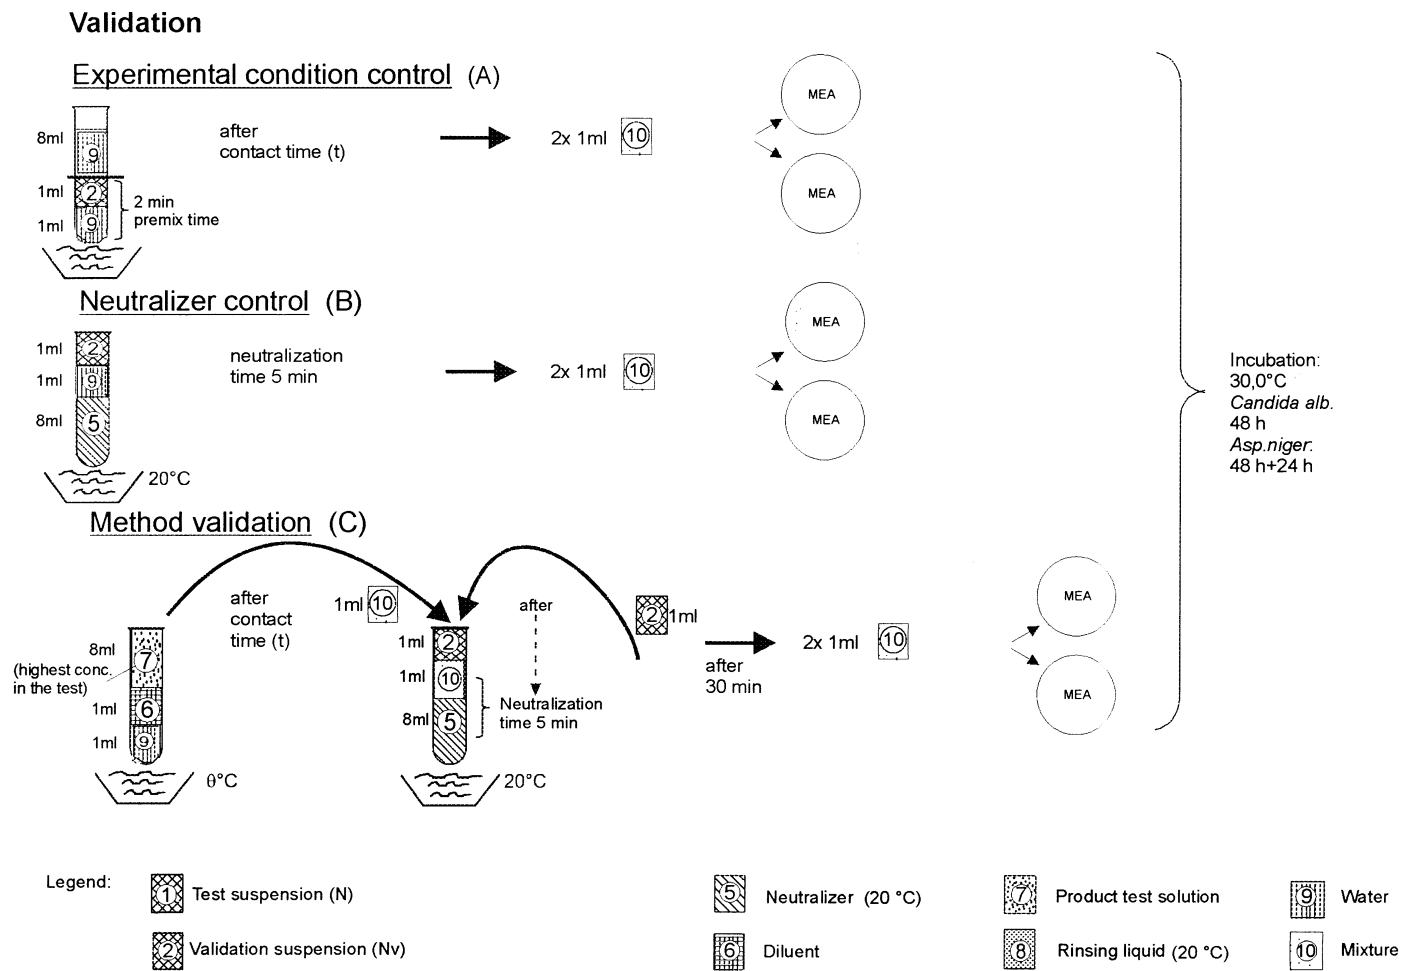 Validation
Experimental condition control (A)
8ml
9
after
contact time (t)
2x 1ml
10
MEA
MEA
1ml
2
2 min
premix time
1ml
9
Neutralizer control (B)
1ml
2
neutralization
time 5 min
1ml
9
2x 1ml
10
MEA
MEA
8ml
5
20°C
Incubation:
30,0°C
Candida alb.
48 h
Asp.niger:
48 h+24 h
Method validation (C)
after
contact
time (t)
1ml
10
after
2
1ml
8ml
(highest conc.
in the test)
7
1ml
6
1ml
9
θ°C
1ml
2
1ml
10
8ml
5
Neutralization
time 5 min
20°C
after
30 min
2x 1ml
10
MEA
MEA
Legend:
1 Test suspension (N)
2 Validation suspension (Nv)
5 Neutralizer (20 °C)
6 Diluent
7 Product test solution
8 Rinsing liquid (20 °C)
9 Water
10 Mixture